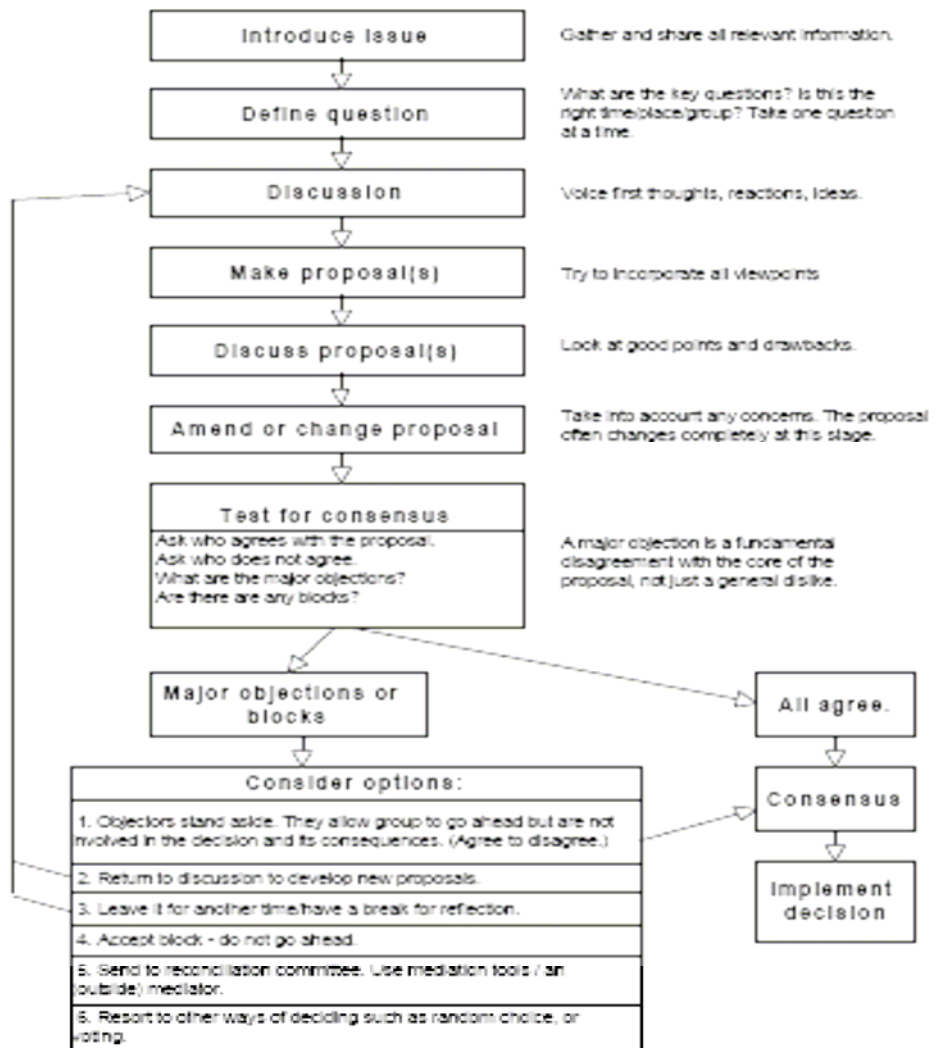 Introduce issue
Gather and share all relevant information.
Define question
What are the key questions? Is this the
right time/place/group? Take one question
at a time.
Discussion
Voice first thoughts, reactions, ideas.
Make proposal(s)
Try to incorporate all viewpoints
Discuss proposal(s)
Look at good points and drawbacks.
Amend or change proposal
Take into account any concerns. The proposal
often changes completely at this stage.
Test for consensus
Ask who agrees with the proposal.
Ask who does not agree.
What are the major objections?
Are there are any blocks?
A major objection is a fundamental
disagreement with the core of the
proposal, not just a general dislike.
Major objections or
blocks
All agree.
Consider options:
1. Objectors stand aside. They allow group to go ahead but are not
involved in the decision and its consequences. (Agree to disagree.)
2. Return to discussion to develop new proposals.
3. Leave it for another time/have a break for reflection.
4. Accept block - do not go ahead.
5. Send to reconciliation committee. Use mediation tools / an
(outside) mediator.
6. Resort to other ways of deciding such as random choice, or
voting.
Consensus
Implement
decision